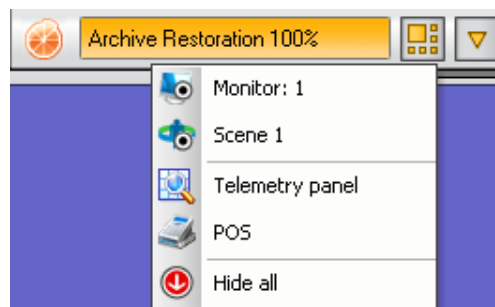 Archive Restoration 100%
Monitor: 1
Scene 1
Telemetry panel
POS
Hide all